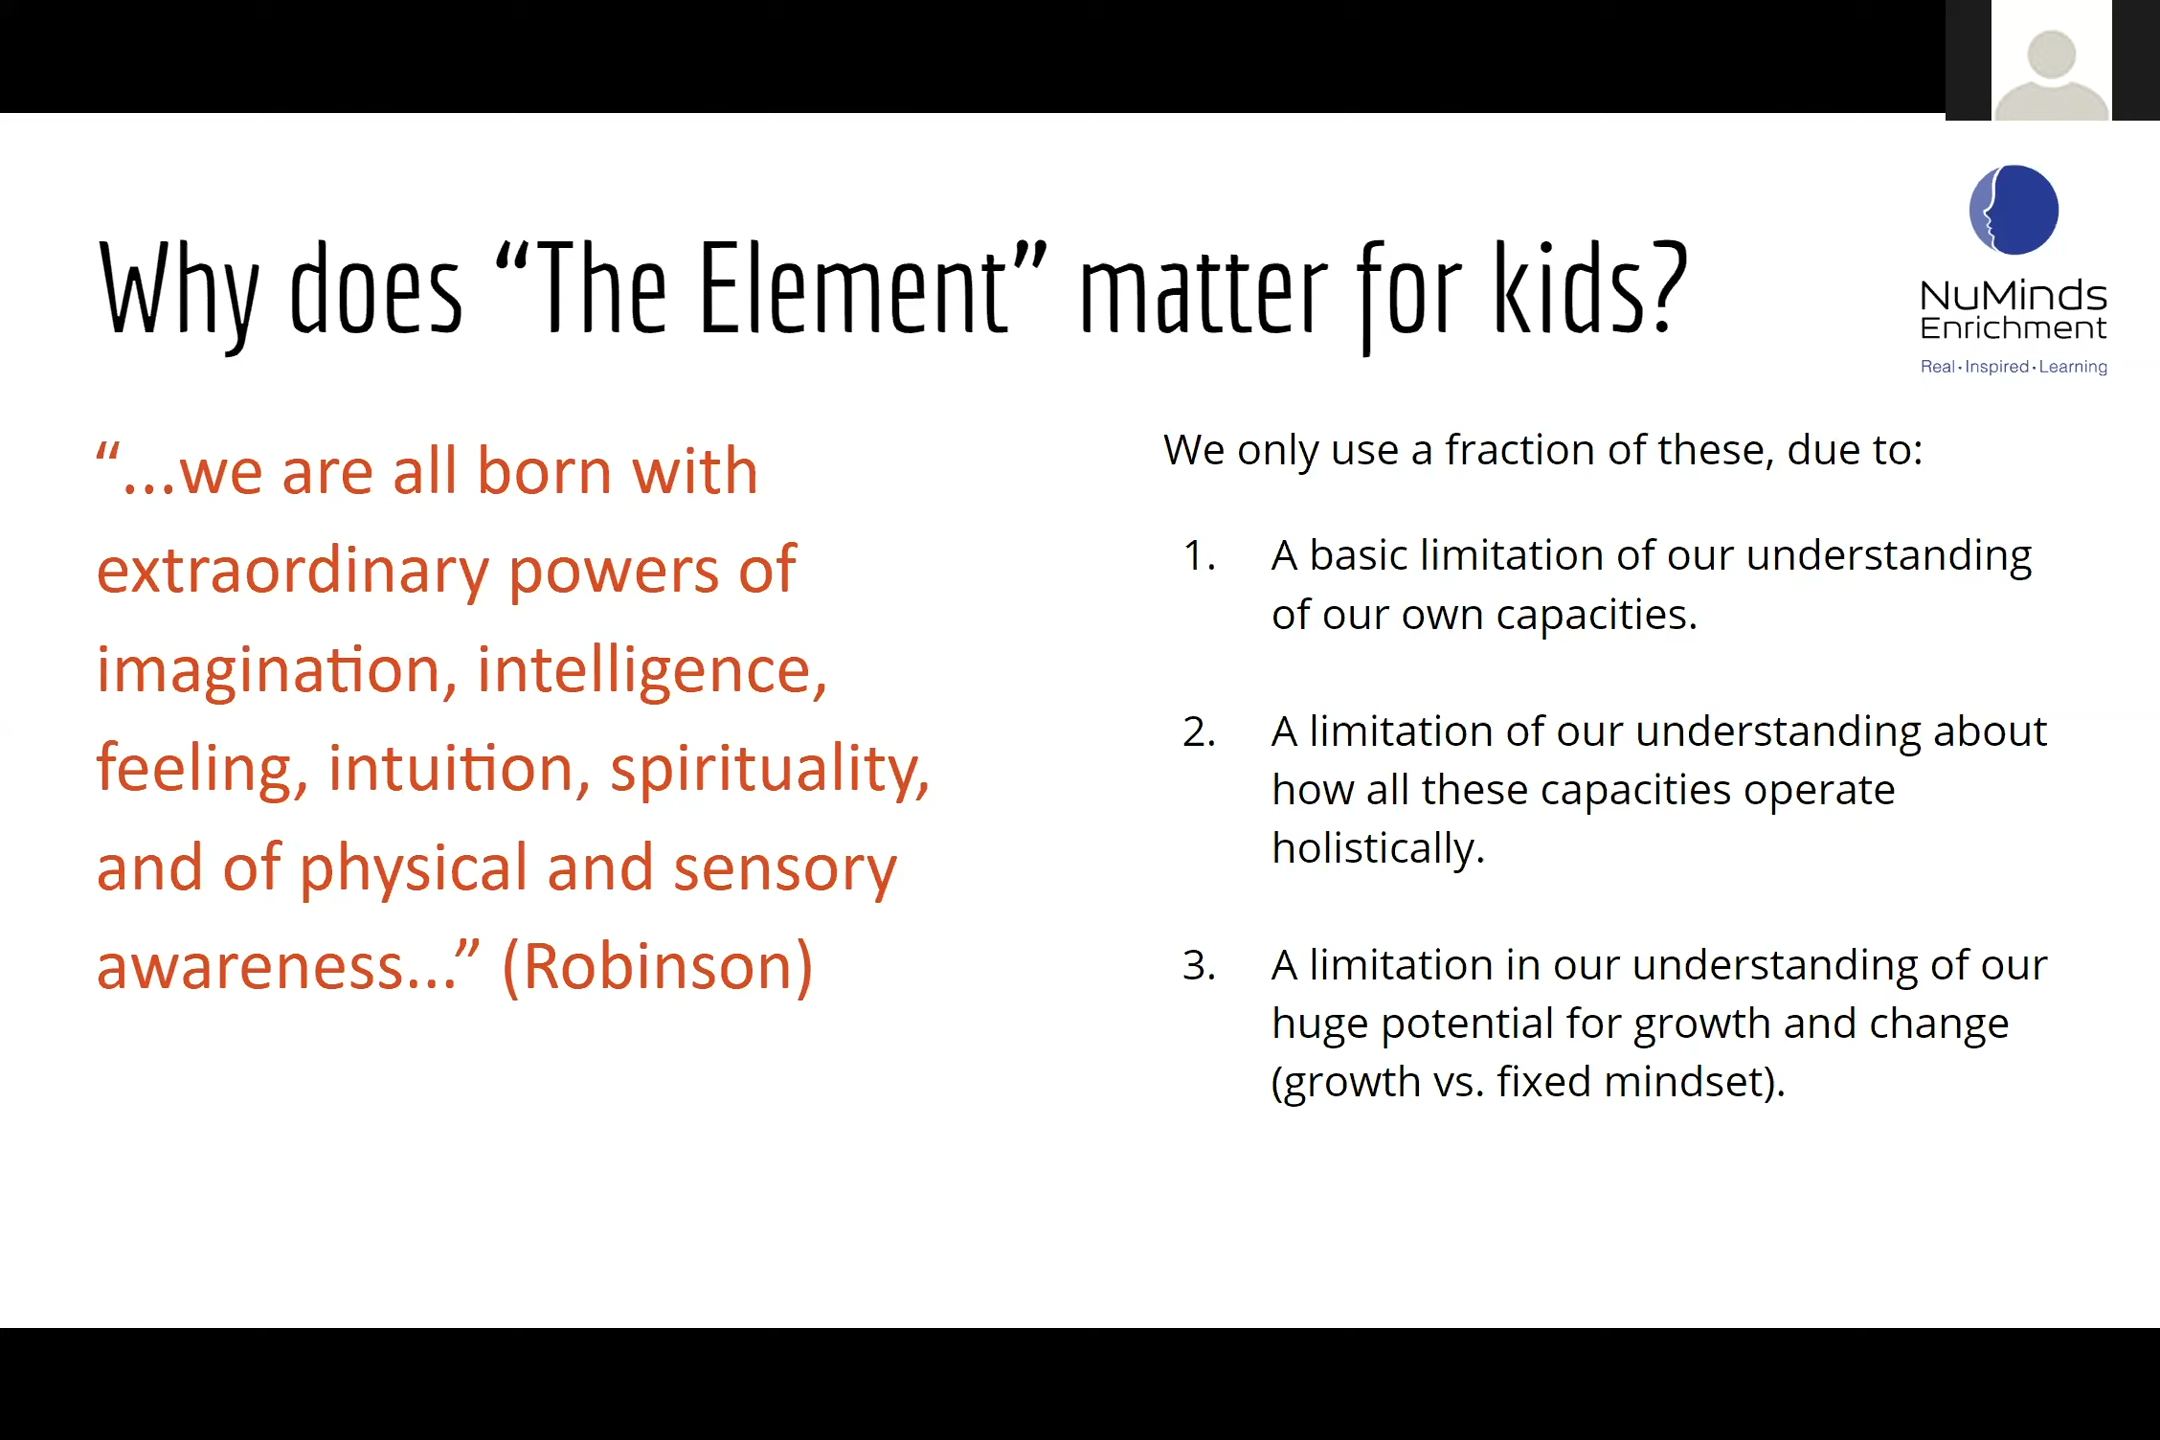 Why does “The Element” matter for kids?
NuMinds
Enrichment
Real·Inspired·Learning
“...we are all born with
extraordinary powers of
imagination, intelligence,
feeling, intuition, spirituality,
and of physical and sensory
awareness...” (Robinson)
We only use a fraction of these, due to:
1. A basic limitation of our understanding
of our own capacities.
2. A limitation of our understanding about
how all these capacities operate
holistically.
3. A limitation in our understanding of our
huge potential for growth and change
(growth vs. fixed mindset).